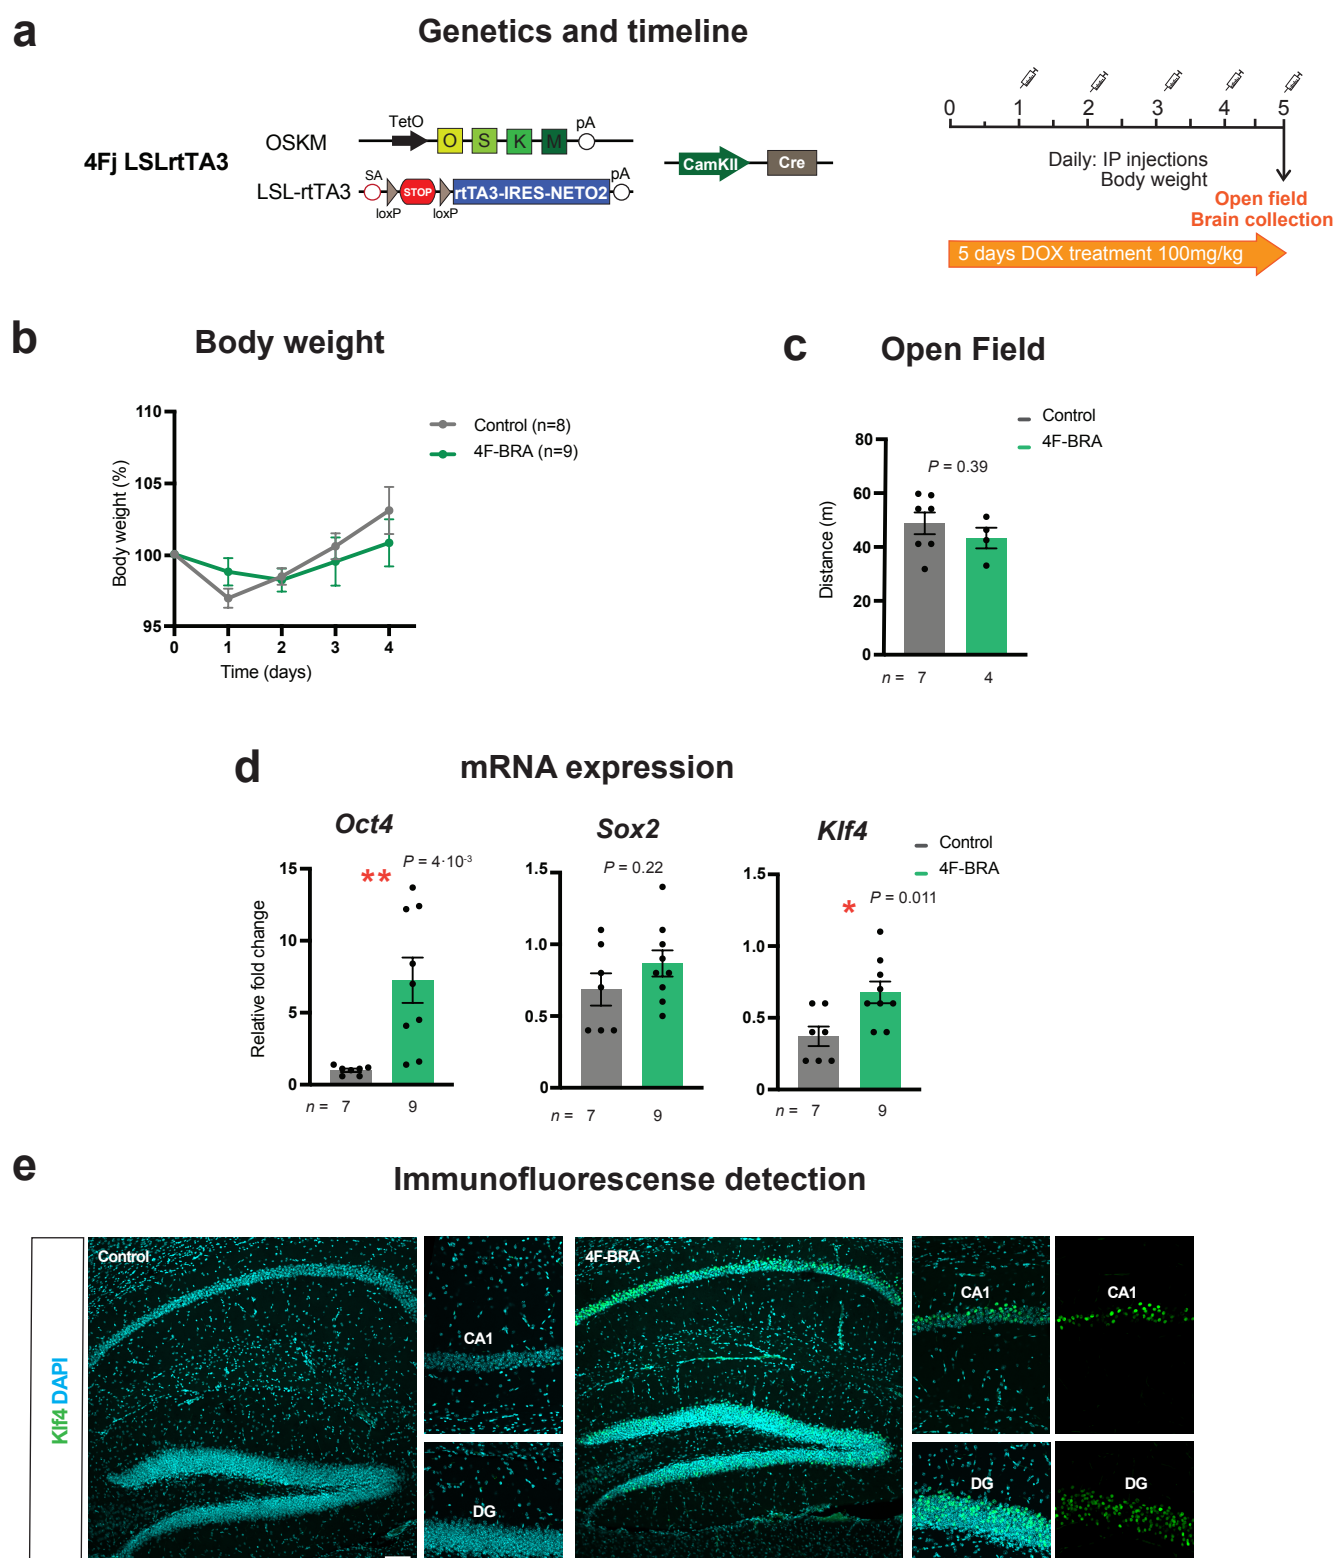 a
Genetics and timeline
4Fj LSLrtTA3
OSKM
TetO
O S K M
pA
LSL-rtTA3
SA
STOP
loxP
loxP
rtTA3-IRES-NETO2
pA
CamKII
Cre
0 1 2 3 4 5
Daily: IP injections
Body weight
Open field
Brain collection
5 days DOX treatment 100mg/kg
b
Body weight
110
105
100
95
Body weight (%)
0 1 2 3 4
Time (days)
Control (n=8)
4F-BRA (n=9)
c
Open Field
Control
4F-BRA
P = 0.39
80
60
40
20
0
Distance (m)
n = 7 4
d
mRNA expression
Oct4
P = 4·10-3
**
15
10
5
0
Relative fold change
n = 7 9
Sox2
P = 0.22
1.5
1.0
0.5
0
n = 7 9
Klf4
Control
4F-BRA
P = 0.011
*
1.5
1.0
0.5
0
n = 7 9
e
Immunofluorescense detection
Klf4 DAPI
Control
CA1
DG
4F-BRA
CA1
CA1
DG
DG